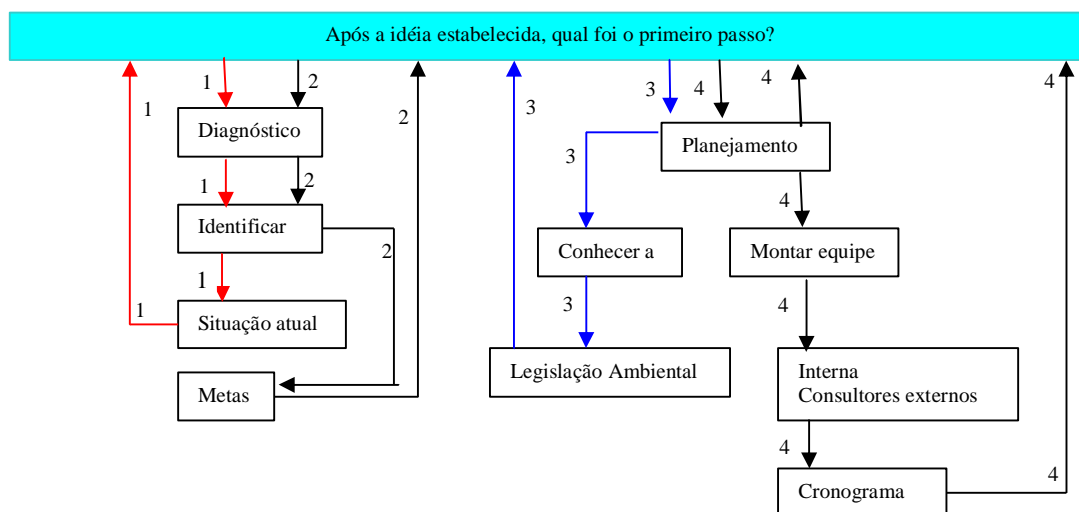 Após a idéia estabelecida, qual foi o primeiro passo?
1
2
4
4
4
1
3
1
2
3
Diagnóstico
3
Planejamento
1
2
4
Identificar
2
Conhecer a
Montar equipe
1
3
4
1
Situação atual
Legislação Ambiental
Interna
Consultores externos
Metas
4
4
Cronograma